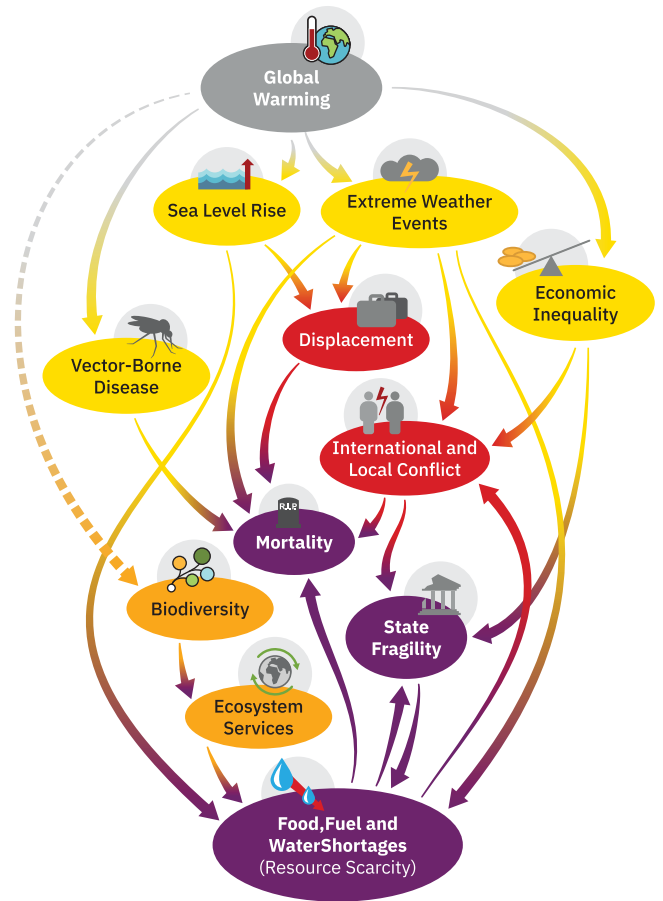 Global
Warming
Sea Level Rise
Extreme Weather
Events
Economic
Inequality
Displacement
Vector-Borne
Disease
International and
Local Conflict
R.I.P
Mortality
Biodiversity
State
Fragility
Ecosystem
Services
Food,Fuel and
WaterShortages
(Resource Scarcity)